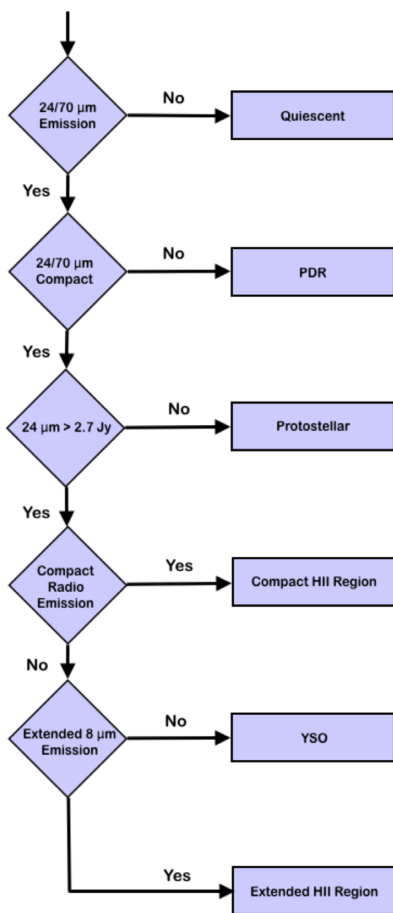 24/70 µm
Emission
No
Quiescent
Yes
24/70 µm
Compact
No
PDR
Yes
24 µm > 2.7 Jy
No
Protostellar
Yes
Compact
Radio
Emission
Yes
Compact HII Region
No
Extended 8 µm
Emission
No
YSO
Yes
Extended HII Region